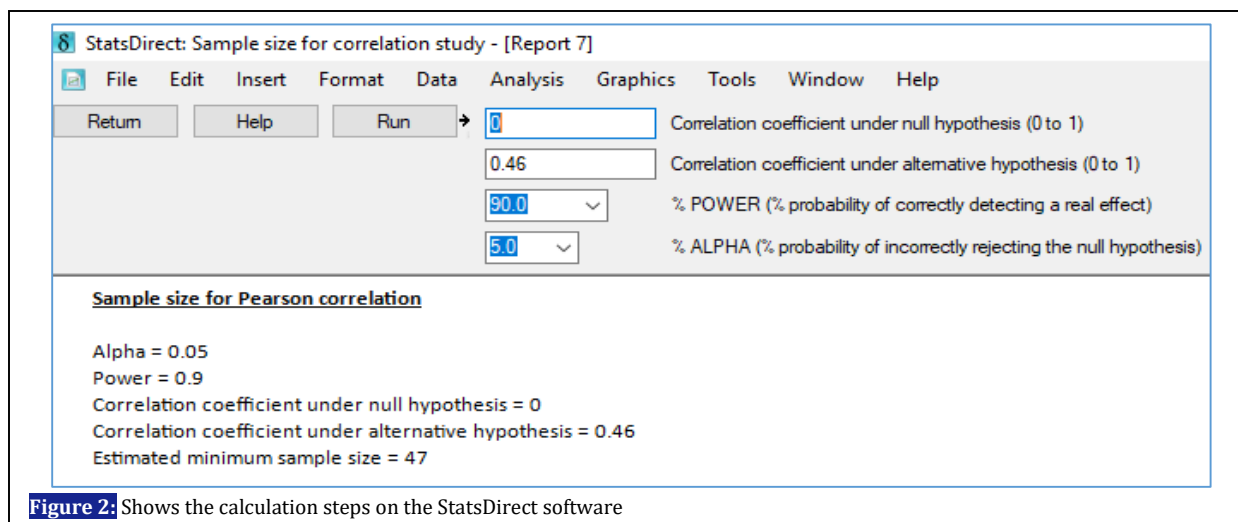 δ StatsDirect: Sample size for correlation study - [Report 7]
File Edit Insert Format Data Analysis Graphics Tools Window Help
Return Help Run 0 Correlation coefficient under null hypothesis (0 to 1)
0.46 Correlation coefficient under alternative hypothesis (0 to 1)
90.0 % POWER (% probability of correctly detecting a real effect)
5.0 % ALPHA (% probability of incorrectly rejecting the null hypothesis)
Sample size for Pearson correlation
Alpha = 0.05
Power = 0.9
Correlation coefficient under null hypothesis = 0
Correlation coefficient under alternative hypothesis = 0.46
Estimated minimum sample size = 47
Figure 2: Shows the calculation steps on the StatsDirect software